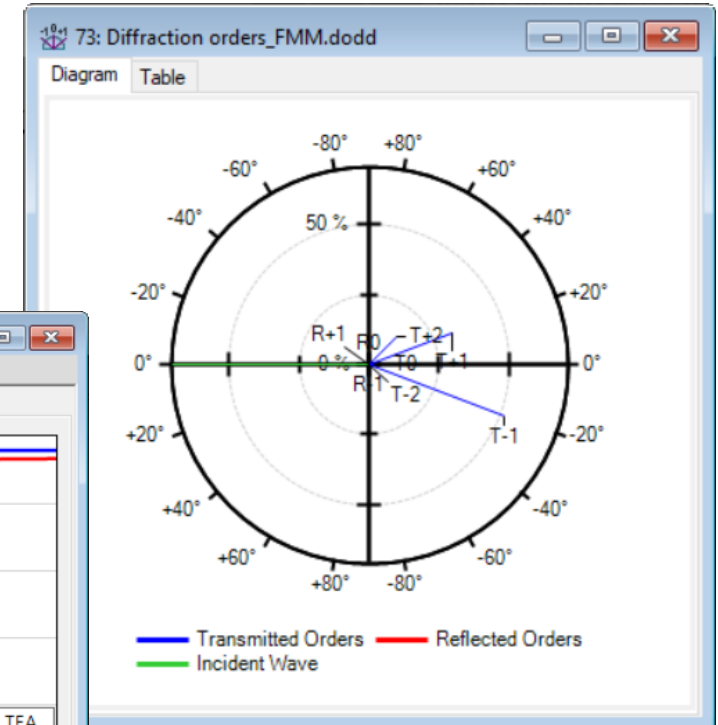 73: Diffraction orders_FMM.dodd
Diagram Table
-80° +80°
-60° +60°
-40° 50 % +40°
-20° +20°
R+1 R0 T+2
0° 0 % T0 T+1 0°
R-1 T-2
+20° T-1 -20°
+40° -40°
+60° -60°
+80° -80°
Transmitted Orders Reflected Orders
Incident Wave
TEA